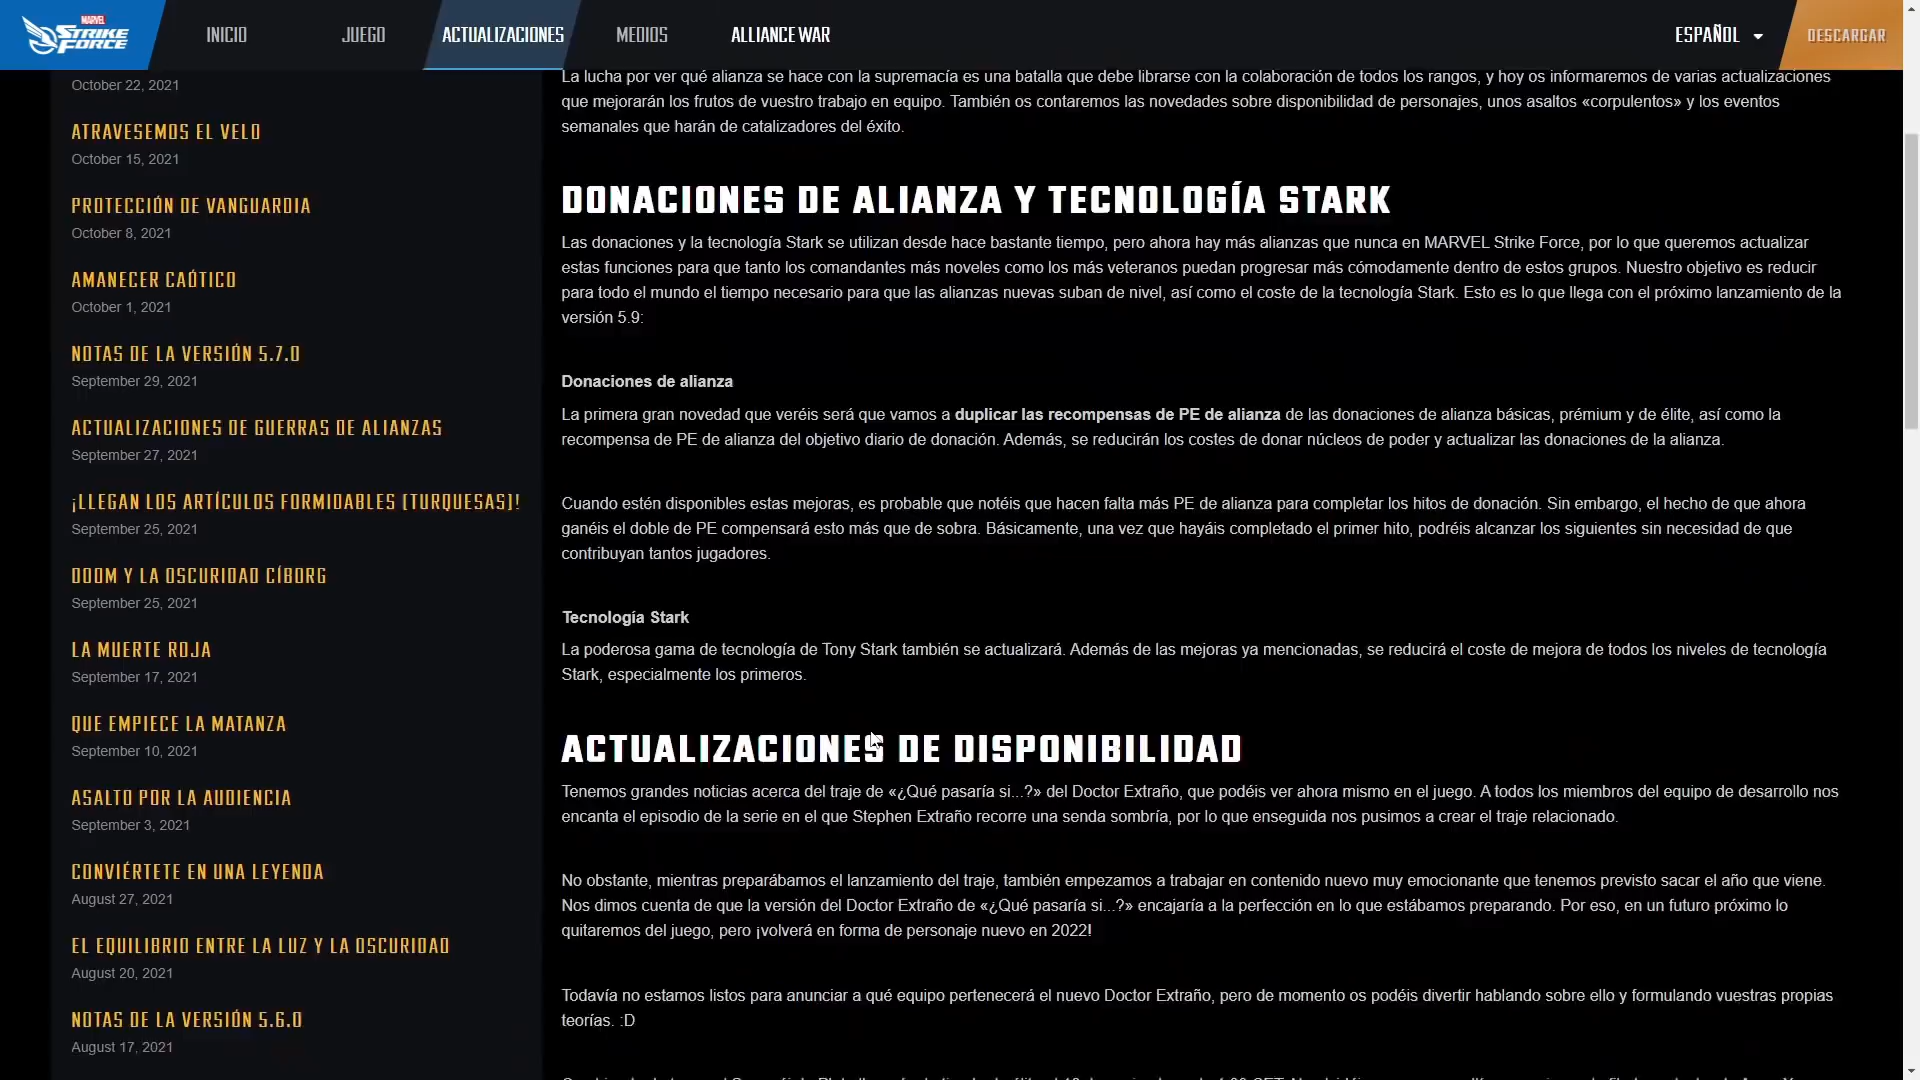 MARVEL
STRIKE
FORCE
INICIO
JUEGO
ACTUALIZACIONES
MEDIOS
ALLIANCE WAR
ESPAÑOL
DESCARGAR
October 22, 2021
ATRAVESEMOS EL VELO
October 15, 2021
PROTECCIÓN DE VANGUARDIA
October 8, 2021
AMANECER CAÓTICO
October 1, 2021
NOTAS DE LA VERSIÓN 5.7.0
September 29, 2021
ACTUALIZACIONES DE GUERRAS DE ALIANZAS
September 27, 2021
¡LLEGAN LOS ARTÍCULOS FORMIDABLES (TURQUESAS)!
September 25, 2021
DOOM Y LA OSCURIDAD CÍBORG
September 25, 2021
LA MUERTE ROJA
September 17, 2021
QUE EMPIECE LA MATANZA
September 10, 2021
ASALTO POR LA AUDIENCIA
September 3, 2021
CONVIÉRTETE EN UNA LEYENDA
August 27, 2021
EL EQUILIBRIO ENTRE LA LUZ Y LA OSCURIDAD
August 20, 2021
NOTAS DE LA VERSIÓN 5.6.0
August 17, 2021
La lucha por ver qué alianza se hace con la supremacía es una batalla que debe librarse con la colaboración de todos los rangos, y hoy os informaremos de varias actualizaciones
que mejorarán los frutos de vuestro trabajo en equipo. También os contaremos las novedades sobre disponibilidad de personajes, unos asaltos «corpulentos» y los eventos
semanales que harán de catalizadores del éxito.
DONACIONES DE ALIANZA Y TECNOLOGÍA STARK
Las donaciones y la tecnología Stark se utilizan desde hace bastante tiempo, pero ahora hay más alianzas que nunca en MARVEL Strike Force, por lo que queremos actualizar
estas funciones para que tanto los comandantes más noveles como los más veteranos puedan progresar más cómodamente dentro de estos grupos. Nuestro objetivo es reducir
para todo el mundo el tiempo necesario para que las alianzas nuevas suban de nivel, así como el coste de la tecnología Stark. Esto es lo que llega con el próximo lanzamiento de la
versión 5.9:
Donaciones de alianza
La primera gran novedad que veréis será que vamos a duplicar las recompensas de PE de alianza de las donaciones de alianza básicas, prémium y de élite, así como la
recompensa de PE de alianza del objetivo diario de donación. Además, se reducirán los costes de donar núcleos de poder y actualizar las donaciones de la alianza.
Cuando estén disponibles estas mejoras, es probable que notéis que hacen falta más PE de alianza para completar los hitos de donación. Sin embargo, el hecho de que ahora
ganéis el doble de PE compensará esto más que de sobra. Básicamente, una vez que hayáis completado el primer hito, podréis alcanzar los siguientes sin necesidad de que
contribuyan tantos jugadores.
Tecnología Stark
La poderosa gama de tecnología de Tony Stark también se actualizará. Además de las mejoras ya mencionadas, se reducirá el coste de mejora de todos los niveles de tecnología
Stark, especialmente los primeros.
ACTUALIZACIONES DE DISPONIBILIDAD
Tenemos grandes noticias acerca del traje de «¿Qué pasaría si...?» del Doctor Extraño, que podéis ver ahora mismo en el juego. A todos los miembros del equipo de desarrollo nos
encanta el episodio de la serie en el que Stephen Extraño recorre una senda sombría, por lo que enseguida nos pusimos a crear el traje relacionado.
No obstante, mientras preparábamos el lanzamiento del traje, también empezamos a trabajar en contenido nuevo muy emocionante que tenemos previsto sacar el año que viene.
Nos dimos cuenta de que la versión del Doctor Extraño de «¿Qué pasaría si...?» encajaría a la perfección en lo que estábamos preparando. Por eso, en un futuro próximo lo
quitaremos del juego, pero ¡volverá en forma de personaje nuevo en 2022!
Todavía no estamos listos para anunciar a qué equipo pertenecerá el nuevo Doctor Extraño, pero de momento os podéis divertir hablando sobre ello y formulando vuestras propias
teorías. :D